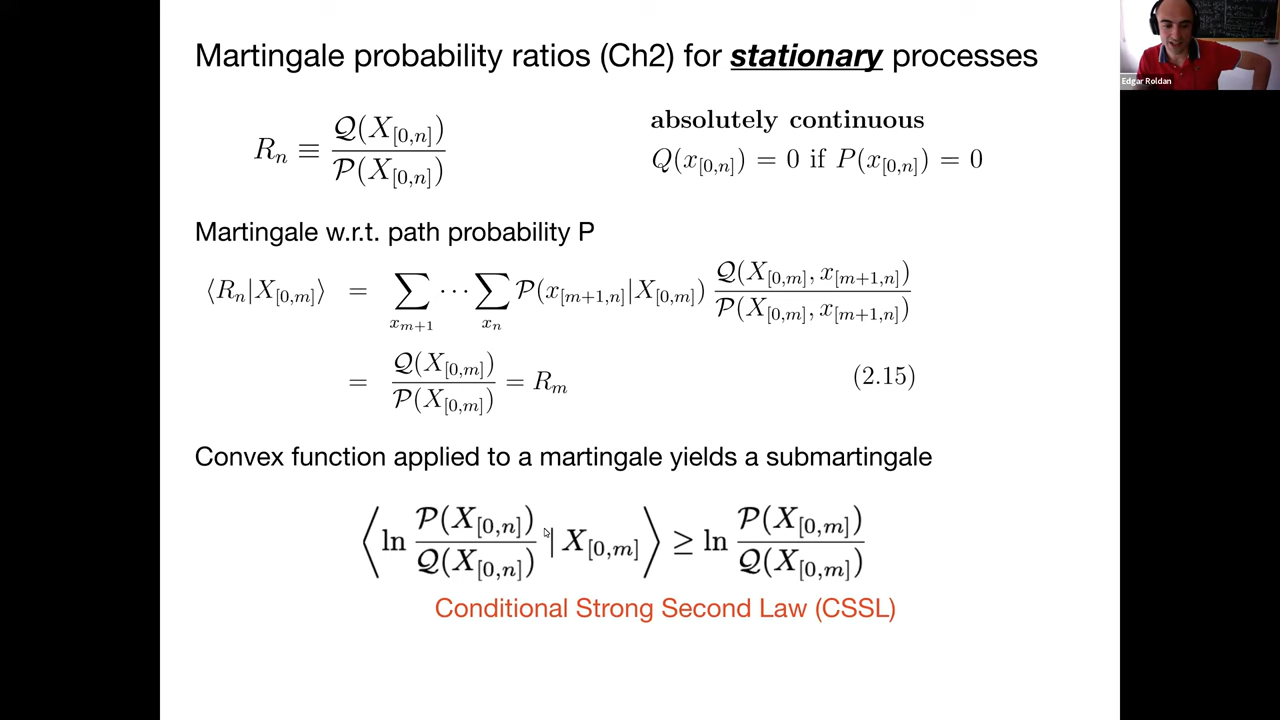 Martingale probability ratios (Ch2) for stationary processes
Edgar Roldan
R_n ≡ Q(X_{[0,n]}) / P(X_{[0,n]})
absolutely continuous
Q(x_{[0,n]}) = 0 if P(x_{[0,n]}) = 0
Martingale w.r.t. path probability P
⟨R_n|X_{[0,m]}⟩ = ∑_{x_{m+1}} ··· ∑_{x_n} P(x_{[m+1,n]}|X_{[0,m]}) Q(X_{[0,m]}, x_{[m+1,n]}) / P(X_{[0,m]}, x_{[m+1,n]})
= Q(X_{[0,m]}) / P(X_{[0,m]}) = R_m (2.15)
Convex function applied to a martingale yields a submartingale
⟨ln P(X_{[0,n]}) / Q(X_{[0,n]}) | X_{[0,m]}⟩ ≥ ln P(X_{[0,m]}) / Q(X_{[0,m]})
Conditional Strong Second Law (CSSL)